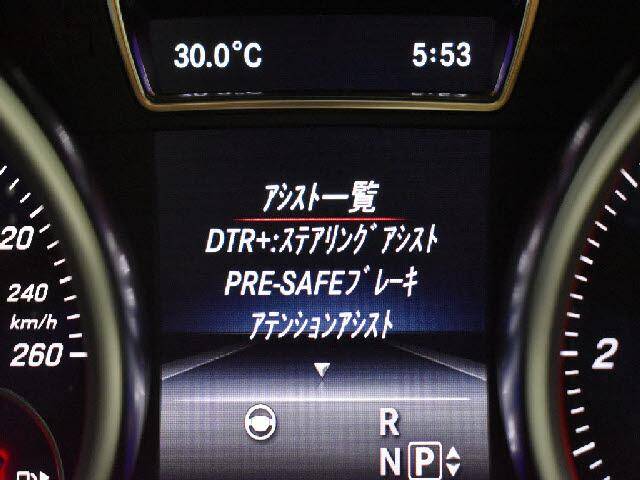 30.0°C 5:53
アシスト一覧
DTR+:ステアリングアシスト
PRE-SAFEブレーキ
アテンションアシスト
20
240
km/h
260
2
R
N P